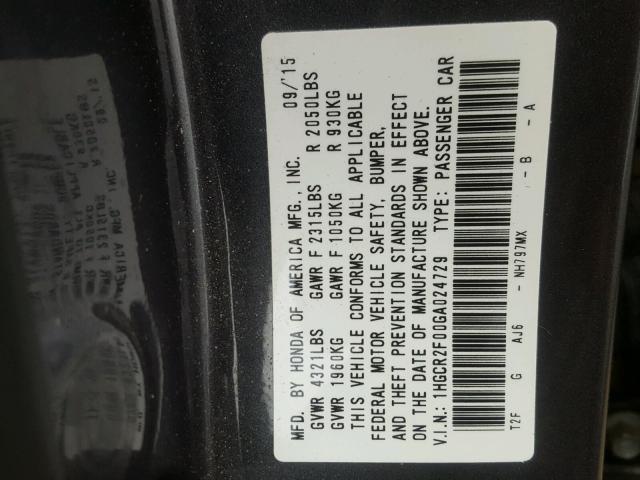 MFD. BY HONDA OF AMERICA MFG., INC. 09/'15
GVWR 4321LBS GAWR F 2315LBS R 2050LBS
GVWR 1960KG GAWR F 1050KG R 930KG
THIS VEHICLE CONFORMS TO ALL APPLICABLE
FEDERAL MOTOR VEHICLE SAFETY, BUMPER,
AND THEFT PREVENTION STANDARDS IN EFFECT
ON THE DATE OF MANUFACTURE SHOWN ABOVE.
V.I.N.: 1HGCR2F00GA024729 TYPE: PASSENGER CAR
T2F G AJ6 - NH797MX - B - A